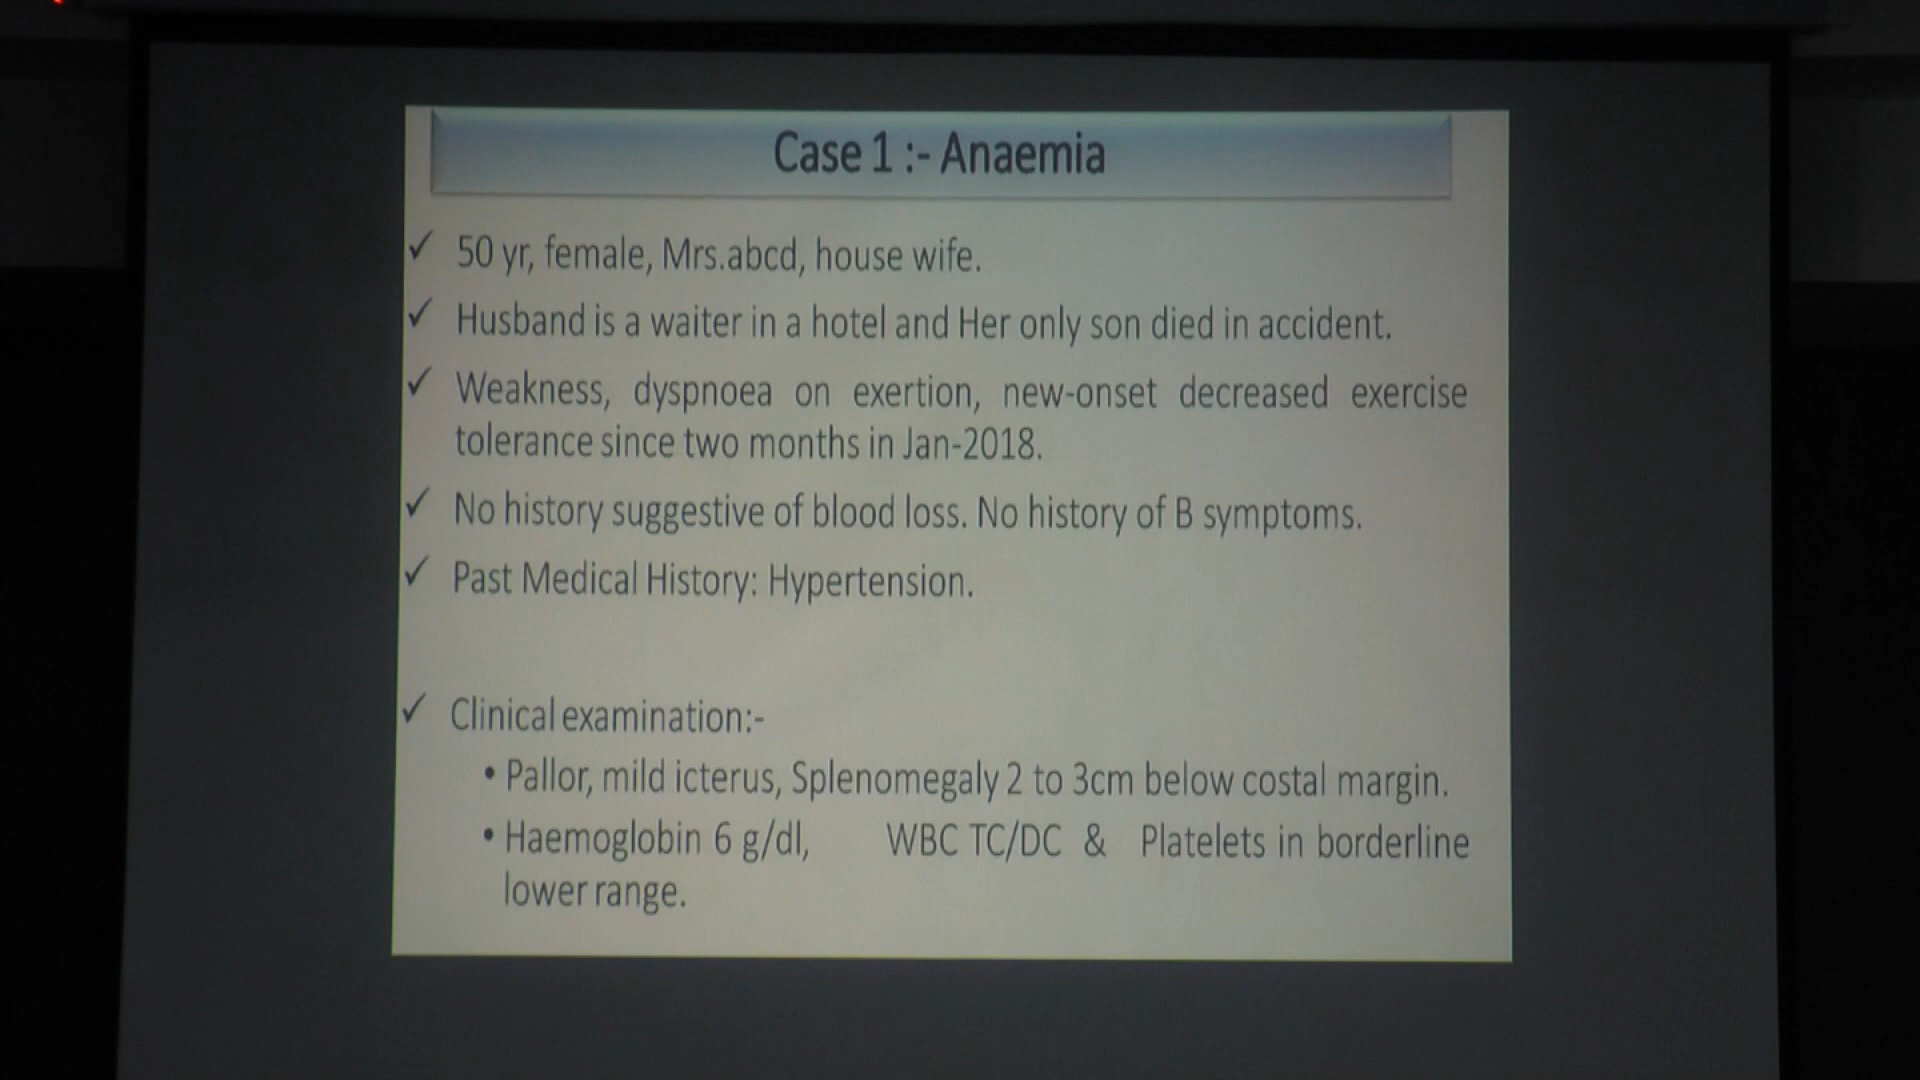 Case 1 :- Anaemia
✓ 50 yr, female, Mrs.abcd, house wife.
✓ Husband is a waiter in a hotel and Her only son died in accident.
✓ Weakness, dyspnoea on exertion, new-onset decreased exercise
tolerance since two months in Jan-2018.
✓ No history suggestive of blood loss. No history of B symptoms.
✓ Past Medical History: Hypertension.
✓ Clinical examination:-
• Pallor, mild icterus, Splenomegaly 2 to 3cm below costal margin.
• Haemoglobin 6 g/dl, WBC TC/DC & Platelets in borderline
lower range.